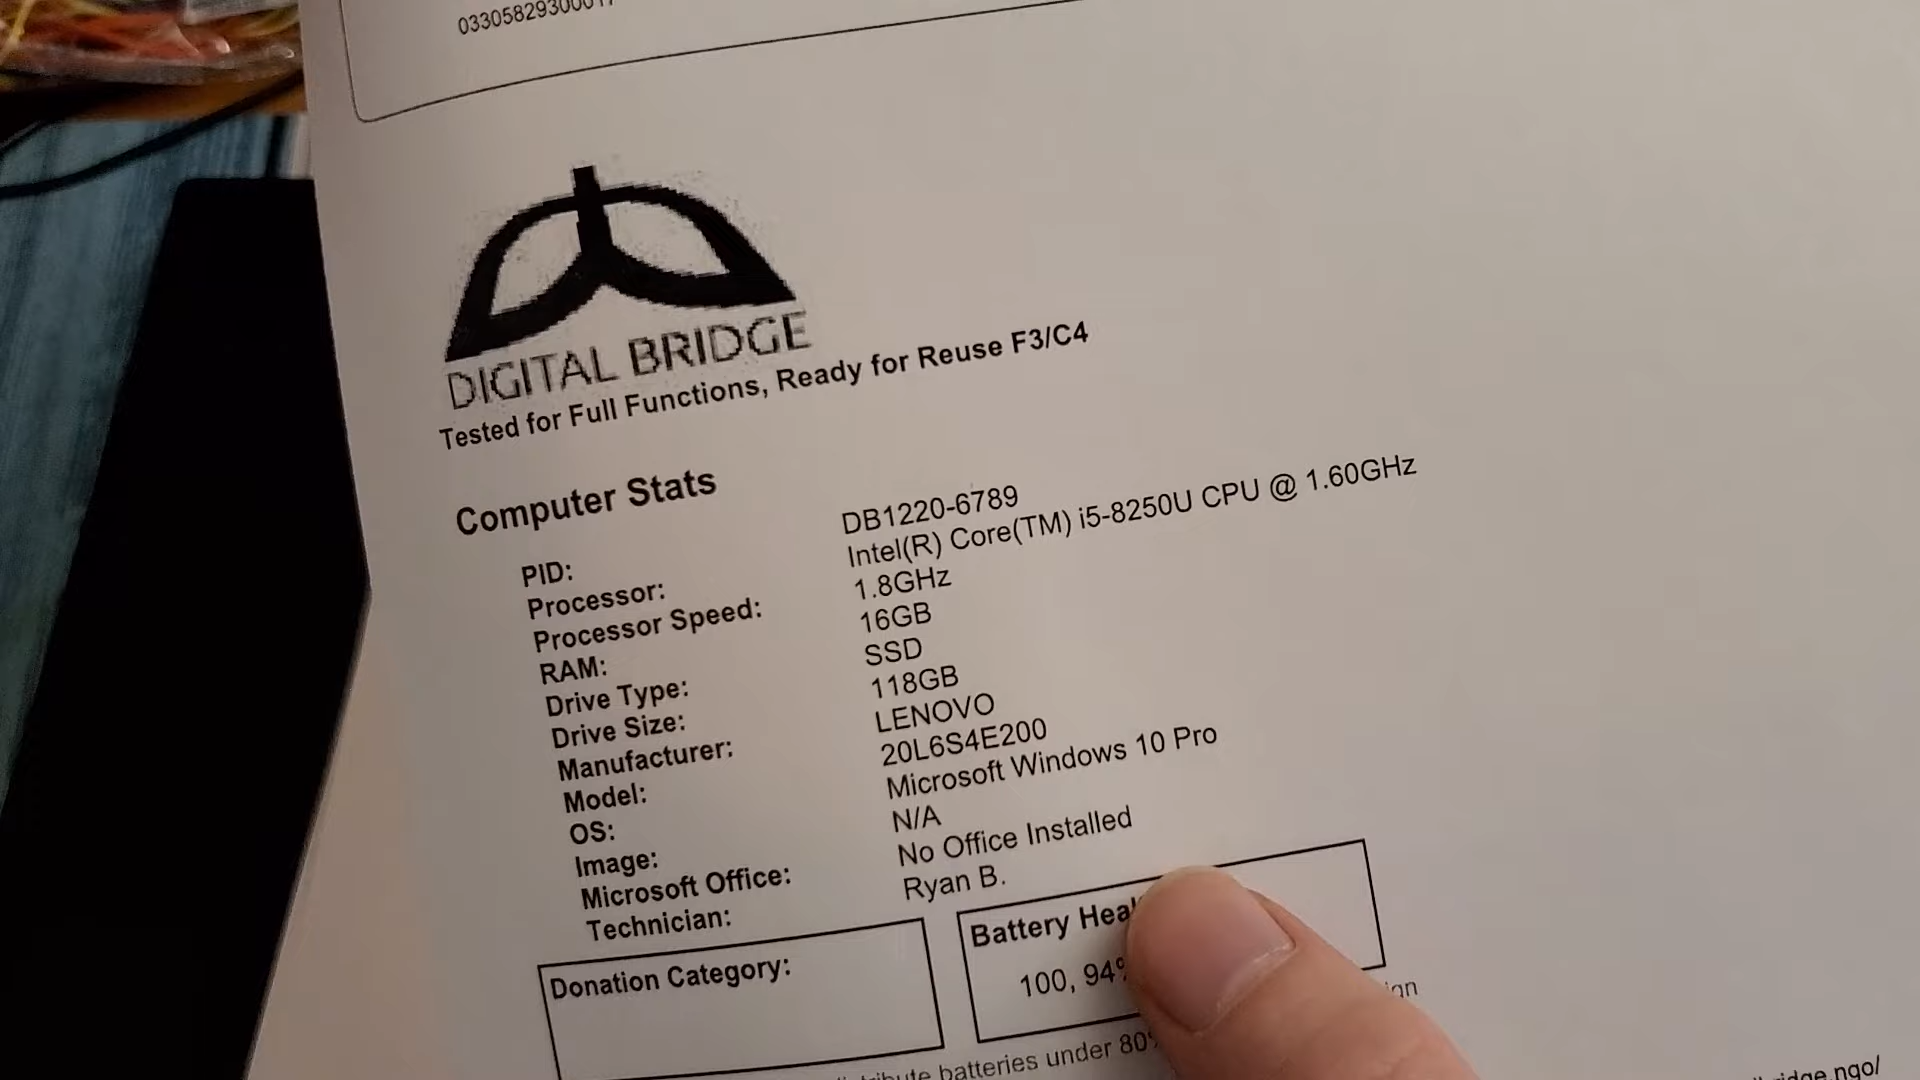 DIGITAL BRIDGE
Tested for Full Functions, Ready for Reuse F3/C4
Computer Stats
PID: DB1220-6789
Processor: Intel(R) Core(TM) i5-8250U CPU @ 1.60GHz
Processor Speed: 1.8GHz
RAM: 16GB
Drive Type: SSD
Drive Size: 118GB
Manufacturer: LENOVO
Model: 20L6S4E200
OS: Microsoft Windows 10 Pro
Image: N/A
Microsoft Office: No Office Installed
Technician: Ryan B.
Donation Category:
Battery
100, 94%
batteries under 80%